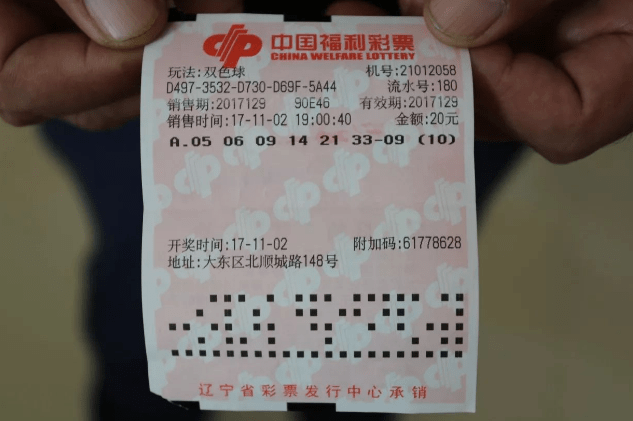 中国福利彩票
CHINA WELFARE LOTTERY
玩法:双色球 机号:21012058
D497-3532-D730-D69F-5A44 流水号:180
销售期:2017129 90E46 有效期:2017129
销售时间:17-11-02 19:00:40 金额:20元
A.05 06 09 14 21 33-09 (10)
开奖时间:17-11-02 附加码:61778628
地址:大东区北顺城路148号
辽宁省彩票发行中心承销